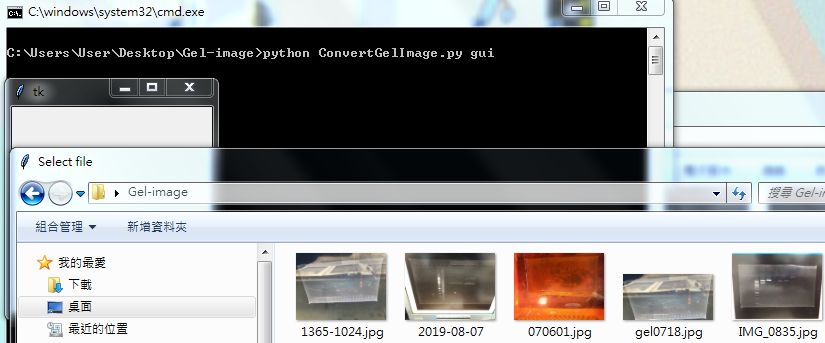 C:\windows\system32\cmd.exe
C:\Users\User\Desktop\Gel-image>python ConvertGelImage.py gui
tk
Select file
Gel-image
搜尋 Gel-i
組合管理
新增資料夾
我的最愛
下載
桌面
最近的位置
1365-1024.jpg
2019-08-07
070601.jpg
gel0718.jpg
IMG_0835.jpg